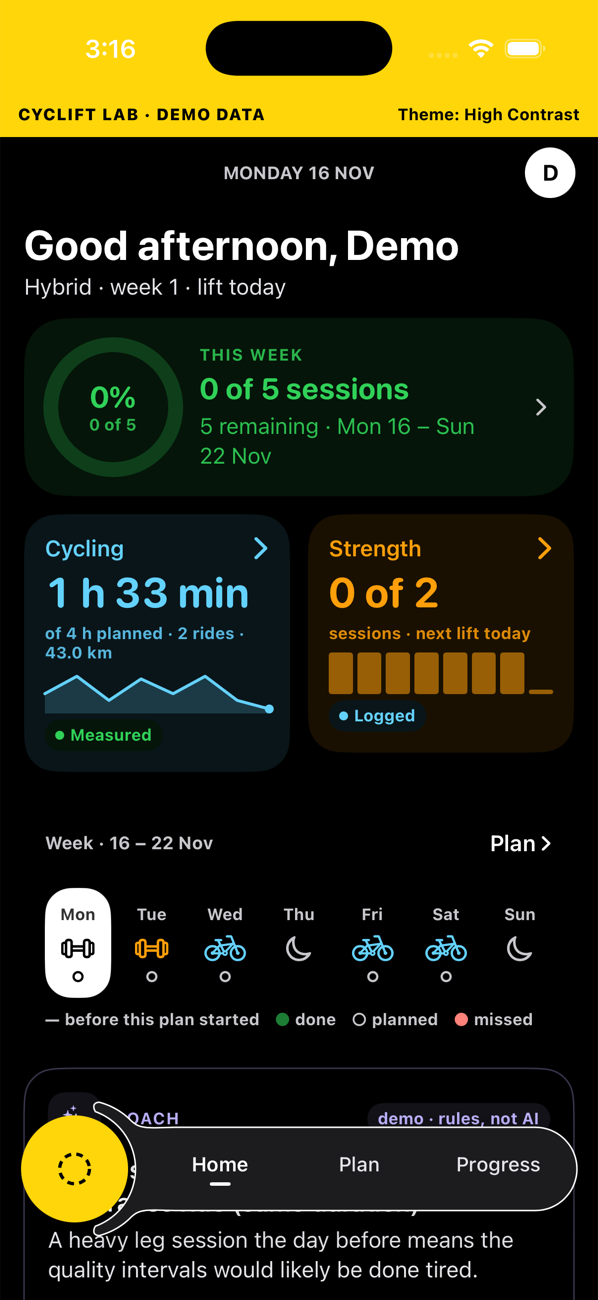 3:16
CYCLIFT LAB · DEMO DATA
Theme: High Contrast
MONDAY 16 NOV
D
Good afternoon, Demo
Hybrid · week 1 · lift today
THIS WEEK
0%
0 of 5
0 of 5 sessions
5 remaining · Mon 16 – Sun
22 Nov
Cycling
1 h 33 min
of 4 h planned · 2 rides ·
43.0 km
Measured
Strength
0 of 2
sessions · next lift today
Logged
Week · 16 – 22 Nov
Plan
Mon Tue Wed Thu Fri Sat Sun
— before this plan started done planned missed
demo · rules, not AI
Home Plan Progress
A heavy leg session the day before means the
quality intervals would likely be done tired.